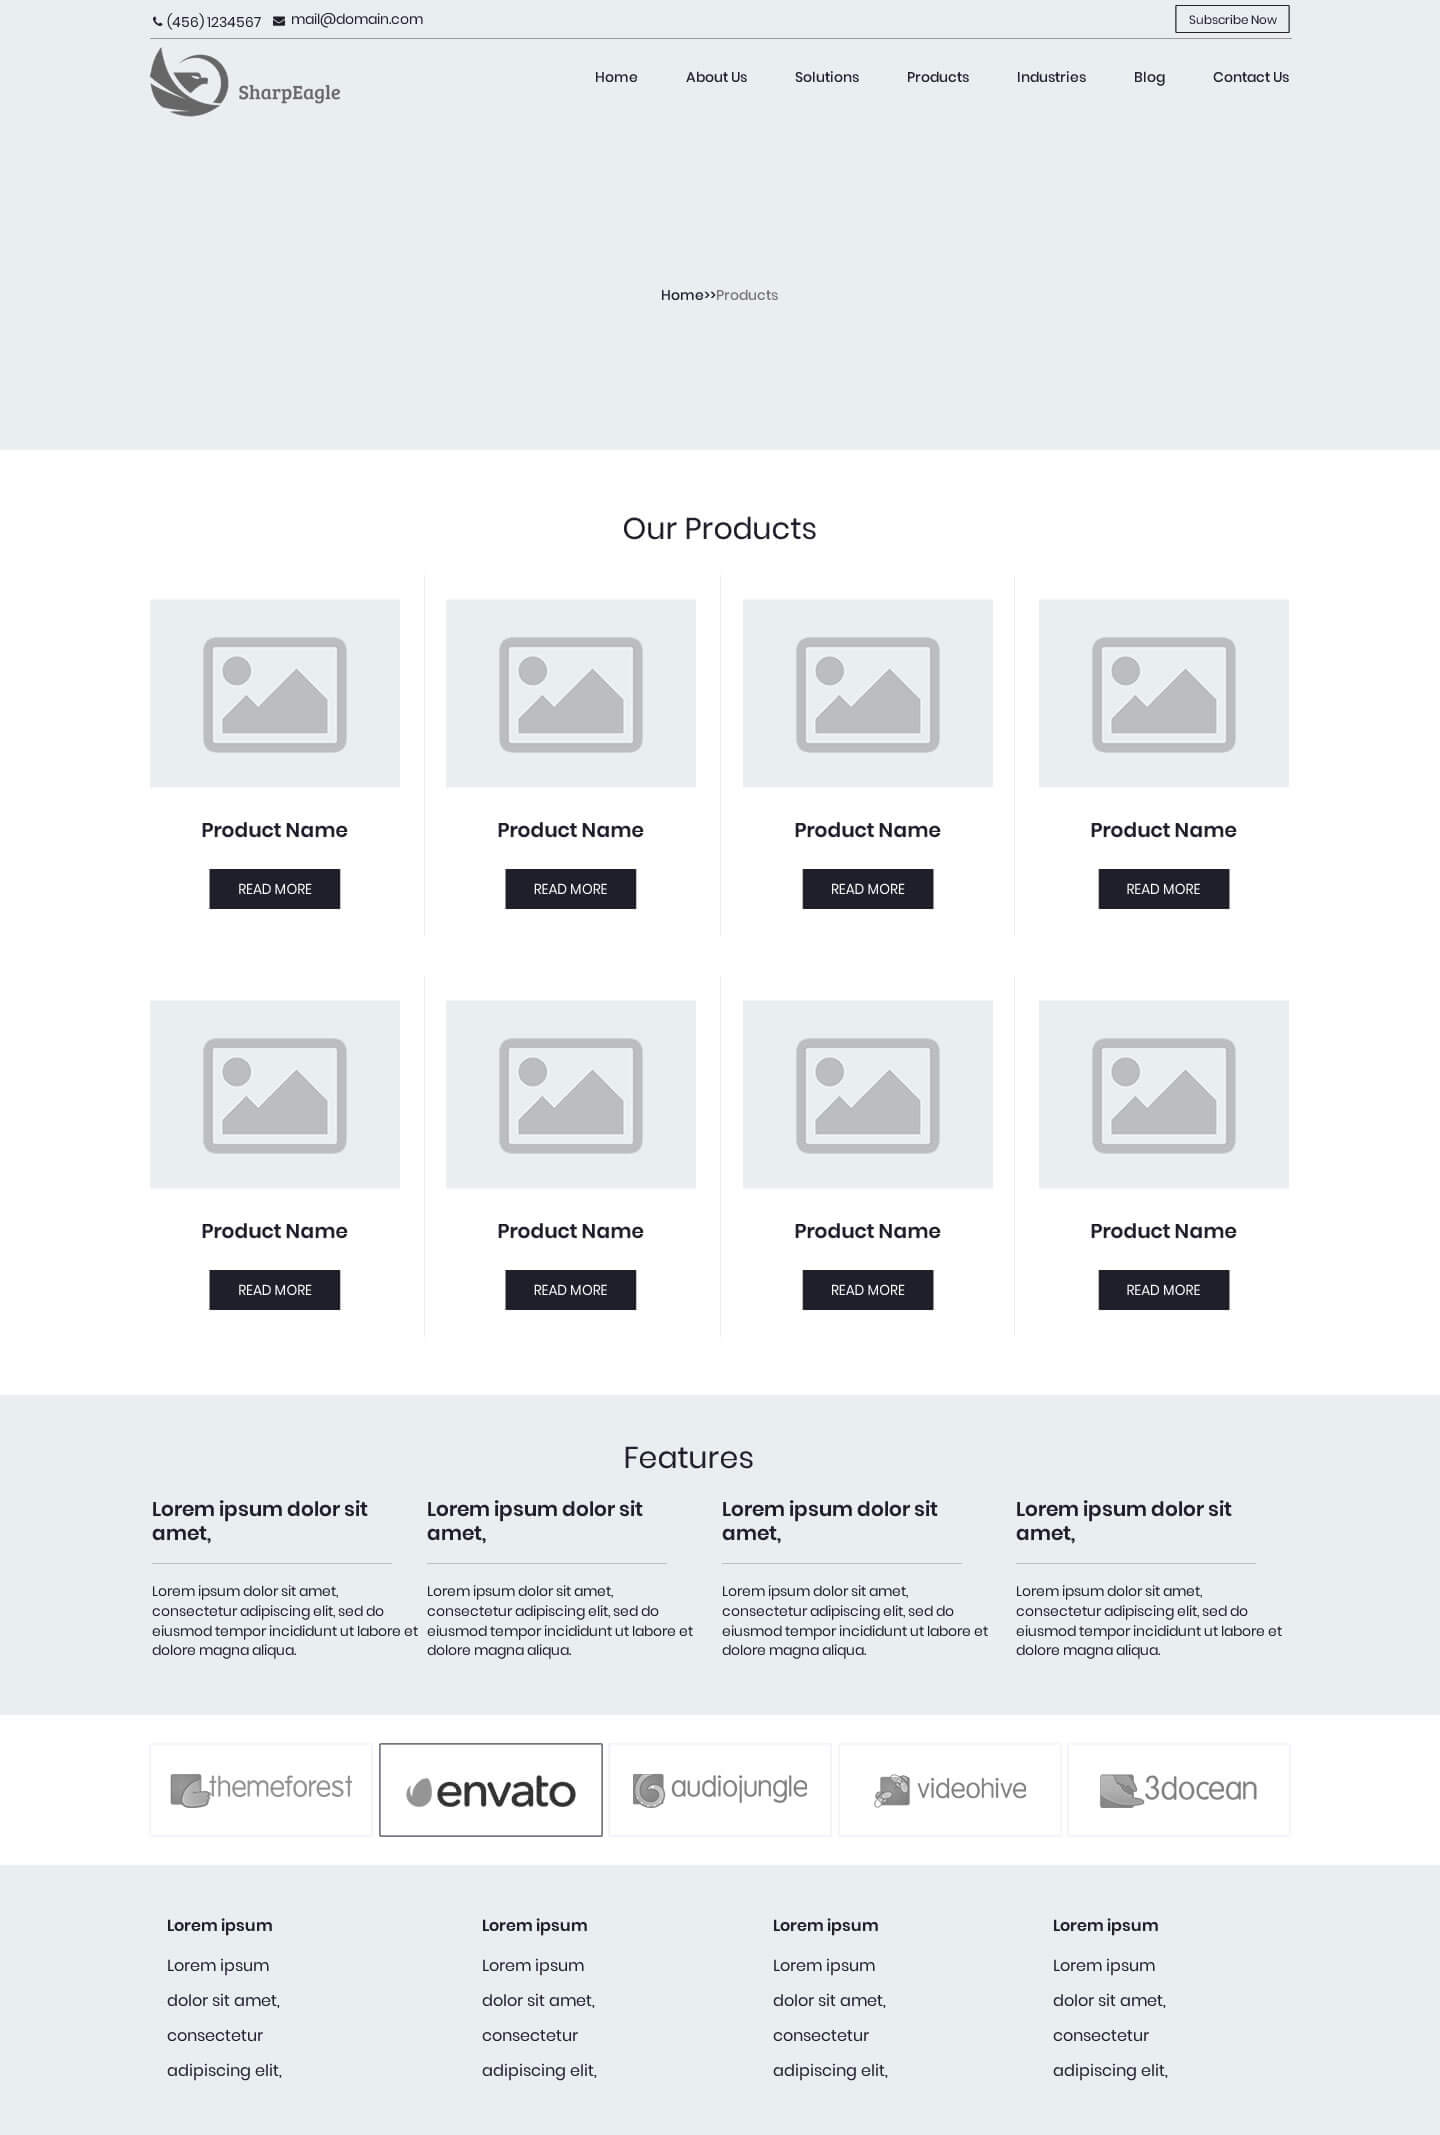 (456) 1234567 mail@domain.com Subscribe Now
SharpEagle
Home About Us Solutions Products Industries Blog Contact Us
Home>>Products
Our Products
Product Name Product Name Product Name Product Name
READ MORE READ MORE READ MORE READ MORE
Product Name Product Name Product Name Product Name
READ MORE READ MORE READ MORE READ MORE
Features
Lorem ipsum dolor sit
amet,
Lorem ipsum dolor sit amet,
consectetur adipiscing elit, sed do
eiusmod tempor incididunt ut labore et
dolore magna aliqua.
Lorem ipsum dolor sit
amet,
Lorem ipsum dolor sit amet,
consectetur adipiscing elit, sed do
eiusmod tempor incididunt ut labore et
dolore magna aliqua.
Lorem ipsum dolor sit
amet,
Lorem ipsum dolor sit amet,
consectetur adipiscing elit, sed do
eiusmod tempor incididunt ut labore et
dolore magna aliqua.
Lorem ipsum dolor sit
amet,
Lorem ipsum dolor sit amet,
consectetur adipiscing elit, sed do
eiusmod tempor incididunt ut labore et
dolore magna aliqua.
themeforest envato audiojungle videohive 3docean
Lorem ipsum
Lorem ipsum
dolor sit amet,
consectetur
adipiscing elit,
Lorem ipsum
Lorem ipsum
dolor sit amet,
consectetur
adipiscing elit,
Lorem ipsum
Lorem ipsum
dolor sit amet,
consectetur
adipiscing elit,
Lorem ipsum
Lorem ipsum
dolor sit amet,
consectetur
adipiscing elit,